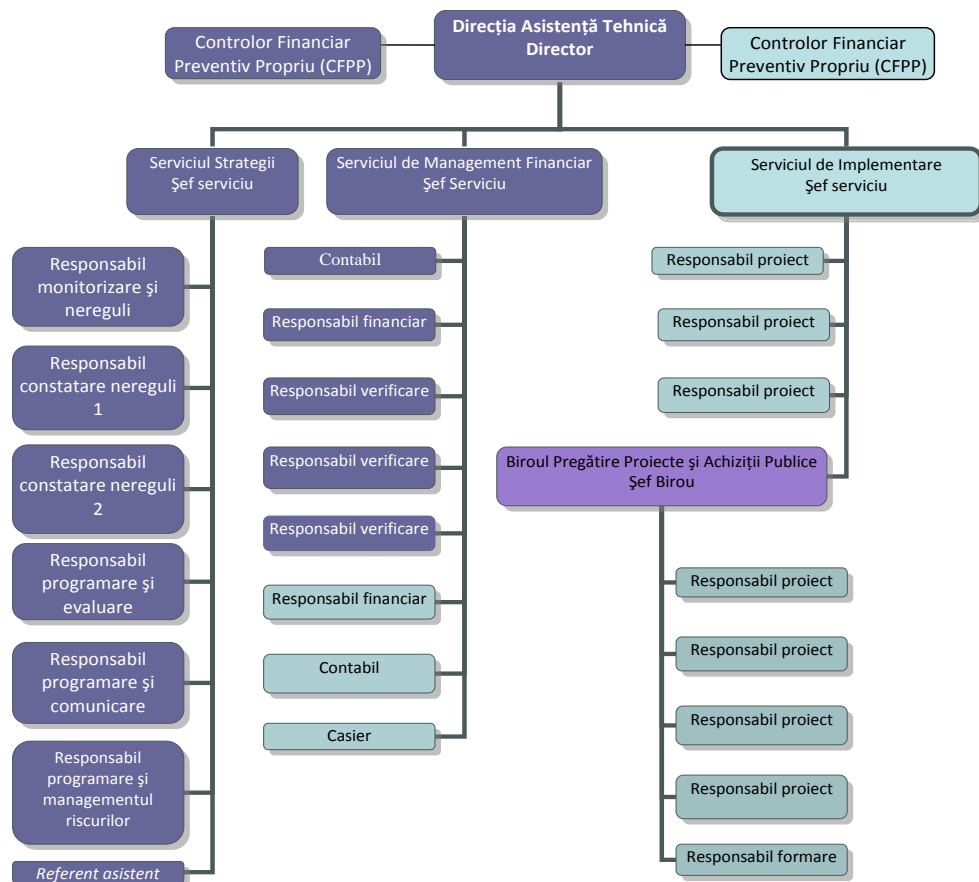 Direcția Asistență Tehnică
Director
Controlor Financiar
Preventiv Propriu (CFPP)
Controlor Financiar
Preventiv Propriu (CFPP)
Serviciul Strategii
Şef serviciu
Serviciul de Management Financiar
Şef Serviciu
Serviciul de Implementare
Şef serviciu
Responsabil
monitorizare şi
nereguli
Responsabil
constatare nereguli
1
Responsabil
constatare nereguli
2
Responsabil
programare şi
evaluare
Responsabil
programare şi
comunicare
Responsabil
programare şi
managementul
riscurilor
Referent asistent
Contabil
Responsabil financiar
Responsabil verificare
Responsabil verificare
Responsabil verificare
Responsabil financiar
Contabil
Casier
Responsabil proiect
Responsabil proiect
Responsabil proiect
Biroul Pregătire Proiecte şi Achiziții Publice
Şef Birou
Responsabil proiect
Responsabil proiect
Responsabil proiect
Responsabil proiect
Responsabil formare